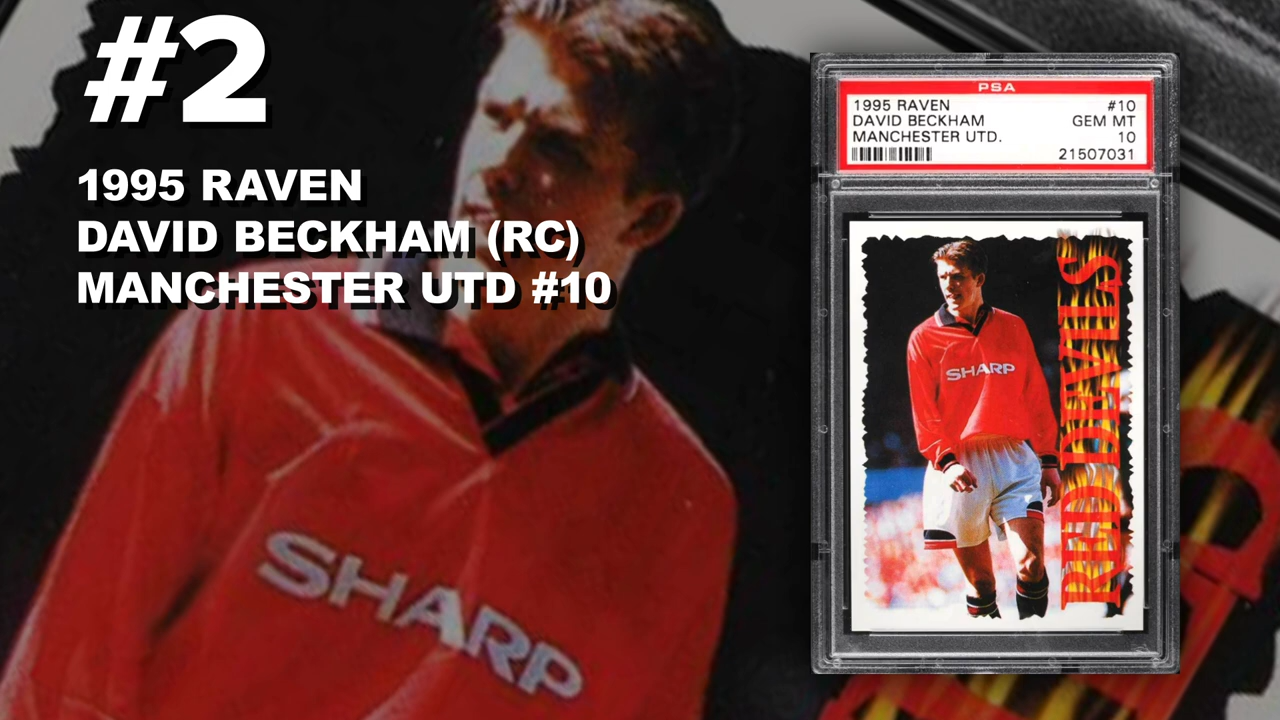 #2
1995 RAVEN
DAVID BECKHAM (RC)
MANCHESTER UTD #10
SHARP
PSA
1995 RAVEN #10
DAVID BECKHAM GEM MT
MANCHESTER UTD. 10
21507031
SHARP
RED DEVILS